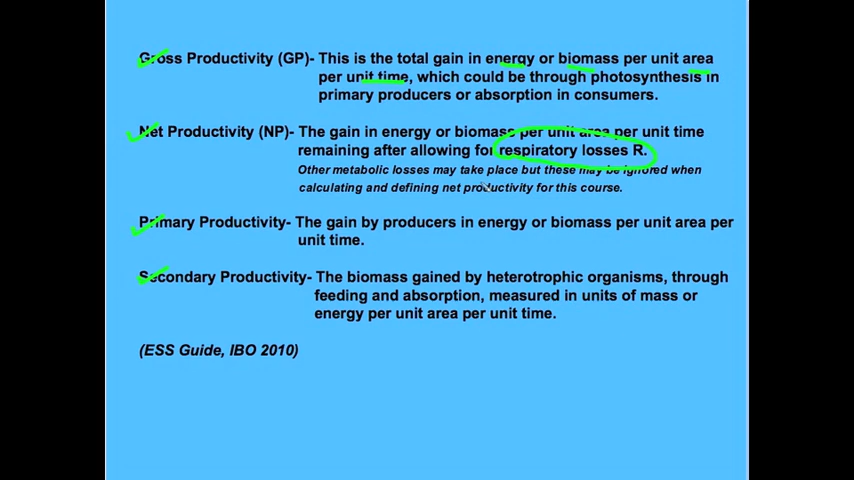 Gross Productivity (GP)- This is the total gain in energy or biomass per unit area
per unit time, which could be through photosynthesis in
primary producers or absorption in consumers.
Net Productivity (NP)- The gain in energy or biomass per unit area per unit time
remaining after allowing for respiratory losses R.
Other metabolic losses may take place but these may be ignored when
calculating and defining net productivity for this course.
Primary Productivity- The gain by producers in energy or biomass per unit area per
unit time.
Secondary Productivity- The biomass gained by heterotrophic organisms, through
feeding and absorption, measured in units of mass or
energy per unit area per unit time.
(ESS Guide, IBO 2010)